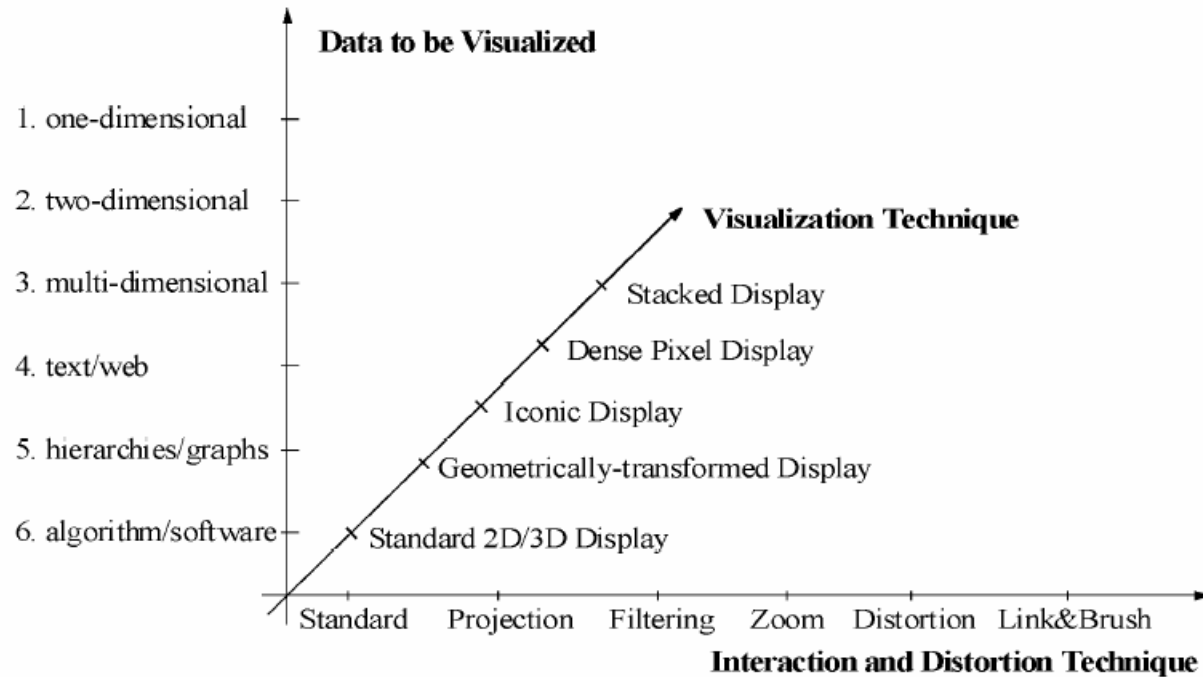 Data to be Visualized
1. one-dimensional
2. two-dimensional
Visualization Technique
3. multi-dimensional
Stacked Display
Dense Pixel Display
4. text/web
Iconic Display
5. hierarchies/graphs
Geometrically-transformed Display
6. algorithm/software
Standard 2D/3D Display
Standard Projection Filtering Zoom Distortion Link&Brush
Interaction and Distortion Technique